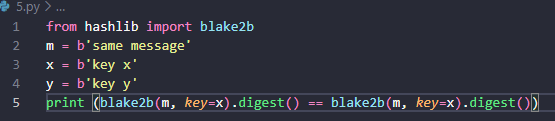 5.py > ...
1 from hashlib import blake2b
2 m = b'same message'
3 x = b'key x'
4 y = b'key y'
5 print (blake2b(m, key=x).digest() == blake2b(m, key=x).digest())